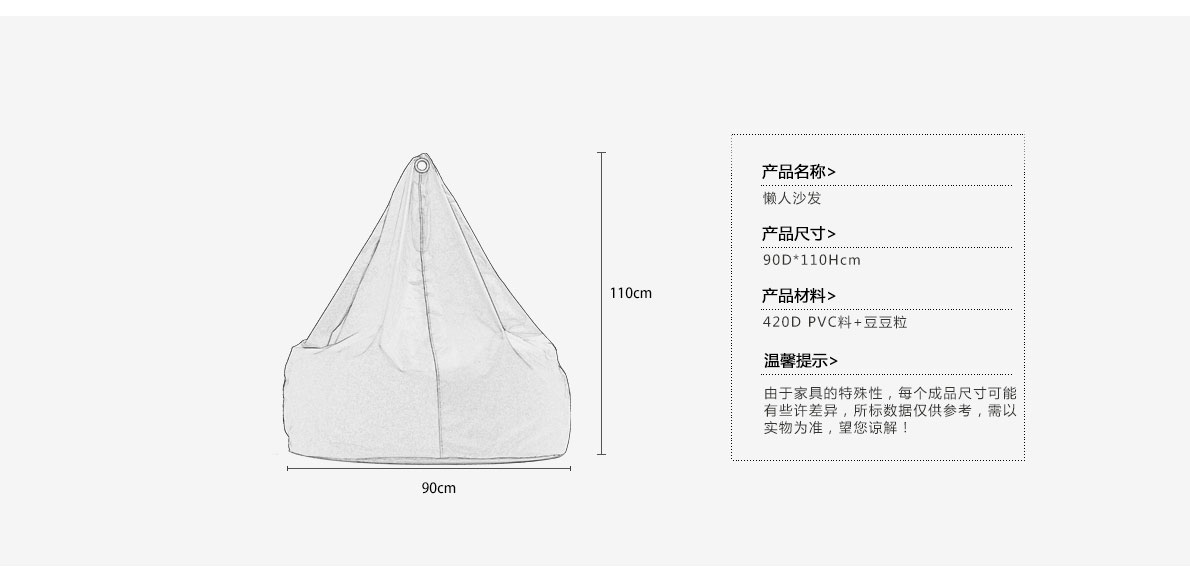 110cm
90cm
产品名称>
懒人沙发
产品尺寸>
90D*110Hcm
产品材料>
420D PVC料+豆豆粒
温馨提示>
由于家具的特殊性，每个成品尺寸可能
有些许差异，所标数据仅供参考，需以
实物为准，望您谅解！